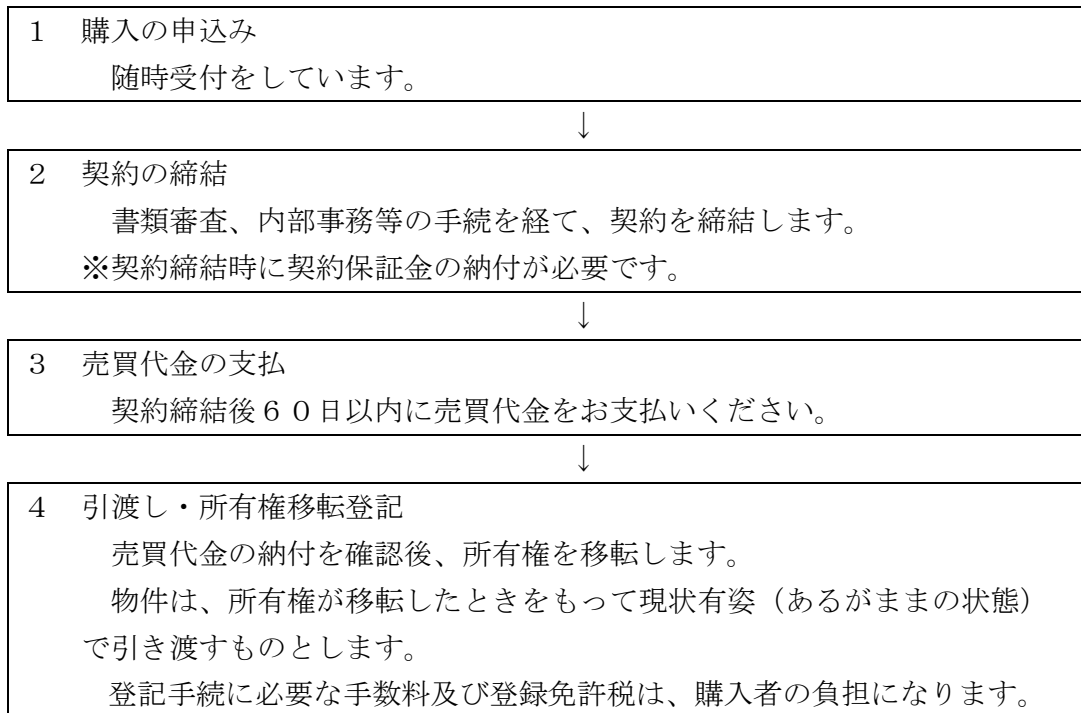 １　購入の申込み
随時受付をしています。
↓
２　契約の締結
書類審査、内部事務等の手続を経て、契約を締結します。
※契約締結時に契約保証金の納付が必要です。
↓
３　売買代金の支払
契約締結後６０日以内に売買代金をお支払いください。
↓
４　引渡し・所有権移転登記
売買代金の納付を確認後、所有権を移転します。
物件は、所有権が移転したときをもって現状有姿（あるがままの状態）
で引き渡すものとします。
登記手続に必要な手数料及び登録免許税は、購入者の負担になります。